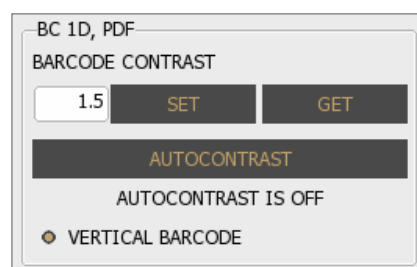 BC 1D, PDF
BARCODE CONTRAST
1.5 SET GET
AUTOCONTRAST
AUTOCONTRAST IS OFF
VERTICAL BARCODE